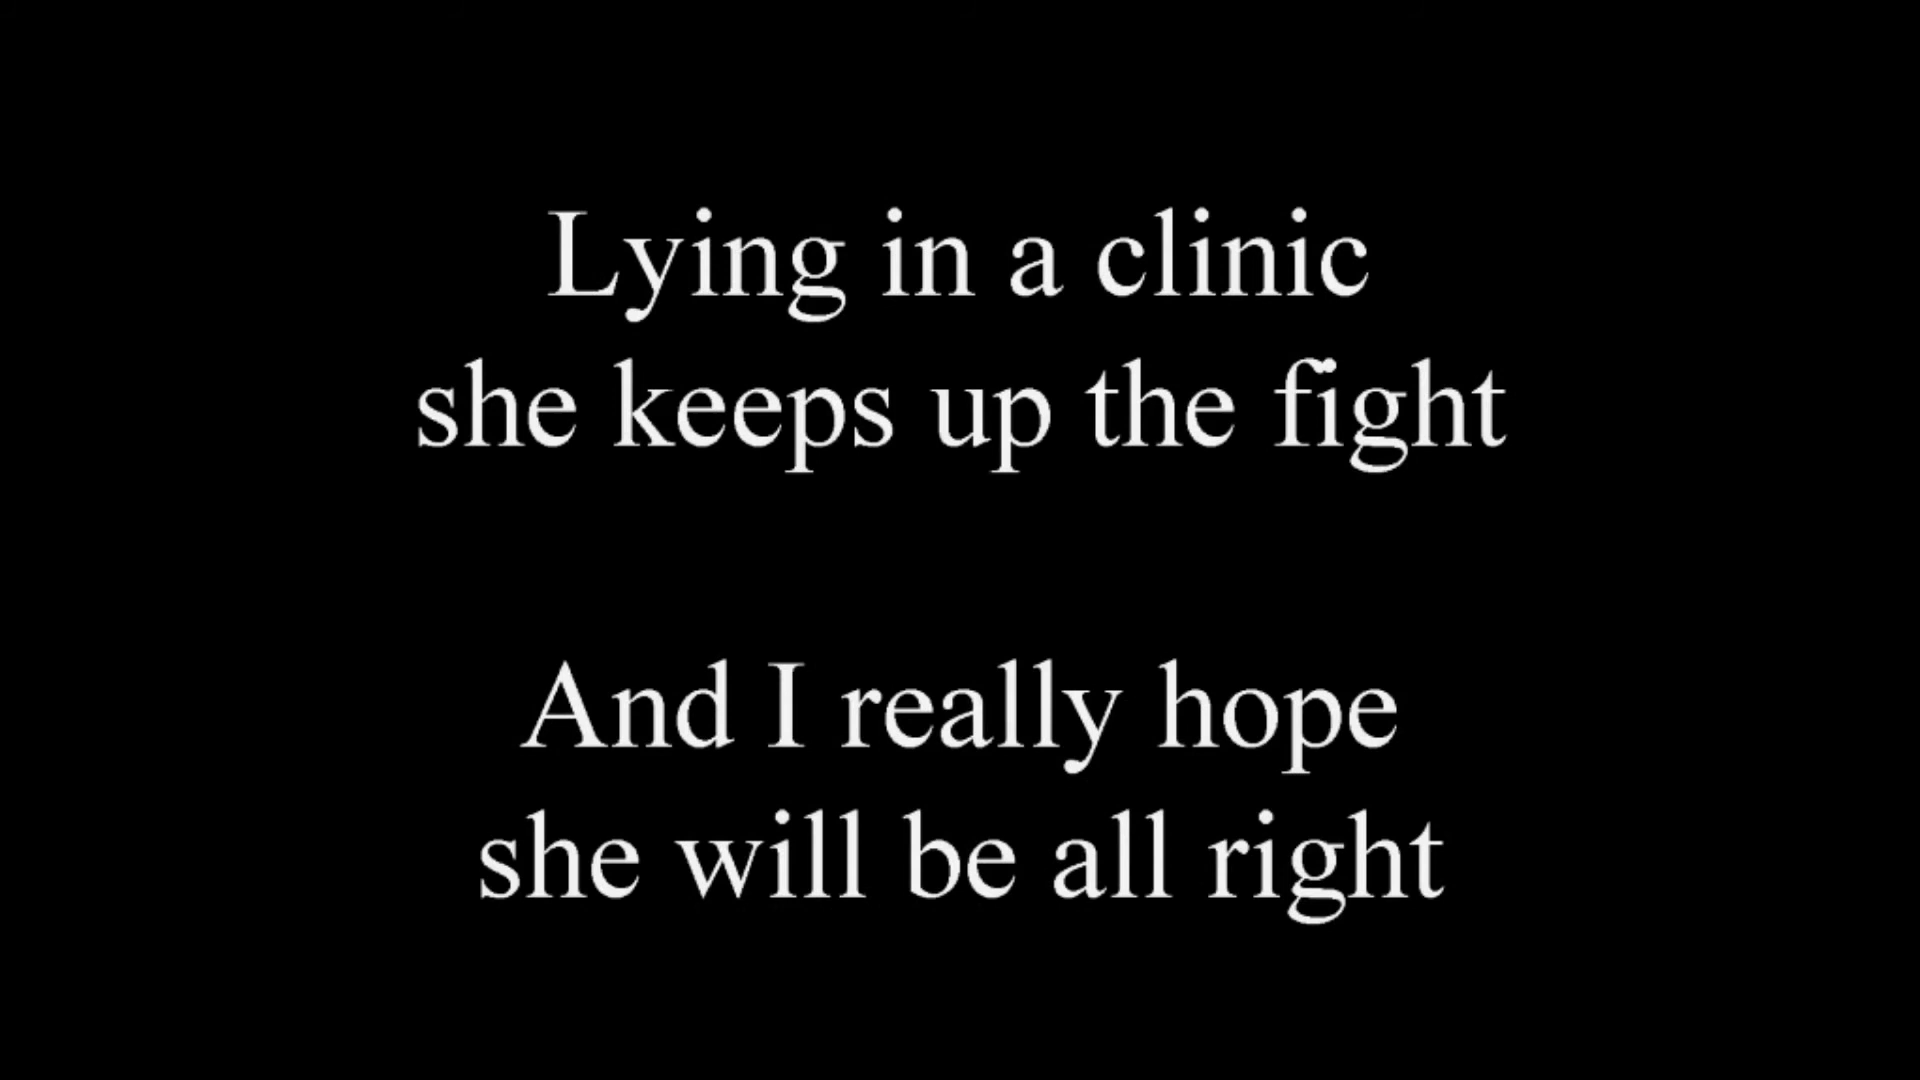 Lying in a clinic
she keeps up the fight
And I really hope
she will be all right